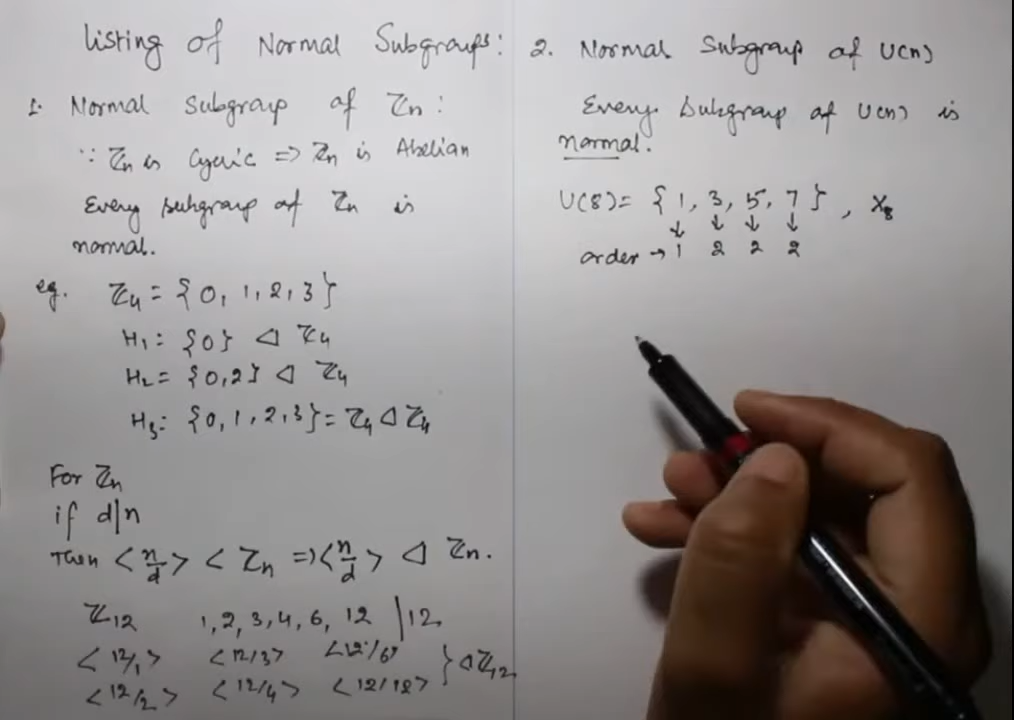 Listing of Normal Subgroups:
1. Normal Subgroup of ℤn:
∵ ℤn is Cyclic => ℤn is Abelian
Every subgroup of ℤn is
normal.
eg. ℤ4 = {0, 1, 2, 3}
H1 = {0} ◁ ℤ4
H2 = {0,2} ◁ ℤ4
H3 = {0, 1, 2, 3} = ℤ4 ◁ ℤ4
For ℤn
if d|n
Then <n/d> < ℤn => <n/d> ◁ ℤn.
ℤ12 1, 2, 3, 4, 6, 12 | 12
<12/1> <12/3> <12/6>
<12/2> <12/4> <12/12> } ◁ ℤ12
2. Normal Subgroup of U(n)
Every Subgroup of U(n) is
normal.
U(8) = {1, 3, 5, 7}, X8
↓ ↓ ↓ ↓
order → 1 2 2 2